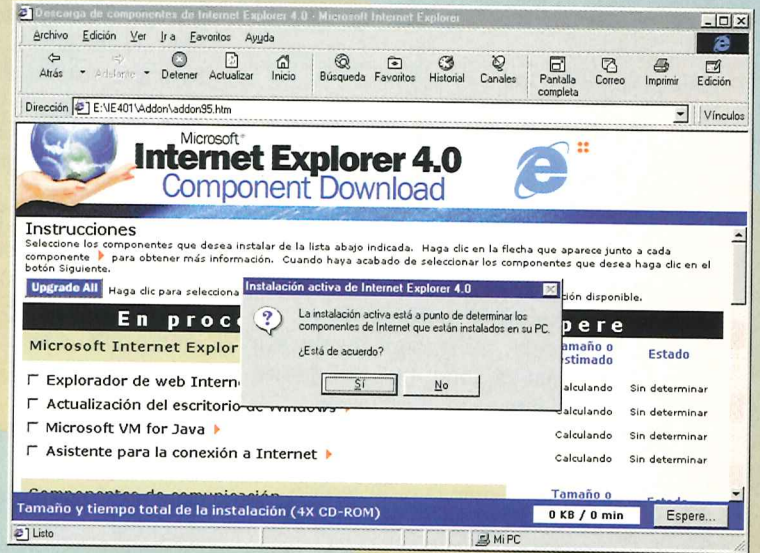 Descarga de componentes de Internet Explorer 4.0 - Microsoft Internet Explorer
Archivo Edición Ver Ir a Favoritos Ayuda
Atrás Adelante Detener Actualizar Inicio Búsqueda Favoritos Historial Canales Pantalla completa Correo Imprimir Edición
Dirección E:\IE401\Addon\addon95.htm Vínculos
Microsoft®
Internet Explorer 4.0
Component Download
Instrucciones
Seleccione los componentes que desea instalar de la lista abajo indicada. Haga clic en la flecha que aparece junto a cada
componente para obtener más información. Cuando haya acabado de seleccionar los componentes que desea haga clic en el
botón Siguiente.
Upgrade All Haga clic para selecciona ción disponible.
Instalación activa de Internet Explorer 4.0
La instalación activa está a punto de determinar los
componentes de Internet que están instalados en su PC.
¿Está de acuerdo?
Sí No
En proc pere
Microsoft Internet Explor amaño o
stimado Estado
Explorador de web Intern Calculando Sin determinar
Actualización del escritorio de Windows Calculando Sin determinar
Microsoft VM for Java Calculando Sin determinar
Asistente para la conexión a Internet Calculando Sin determinar
Componentes de comunicación Tamaño o Estado
Tamaño y tiempo total de la instalación (4X CD-ROM) 0 KB / 0 min Espere...
Listo Mi PC